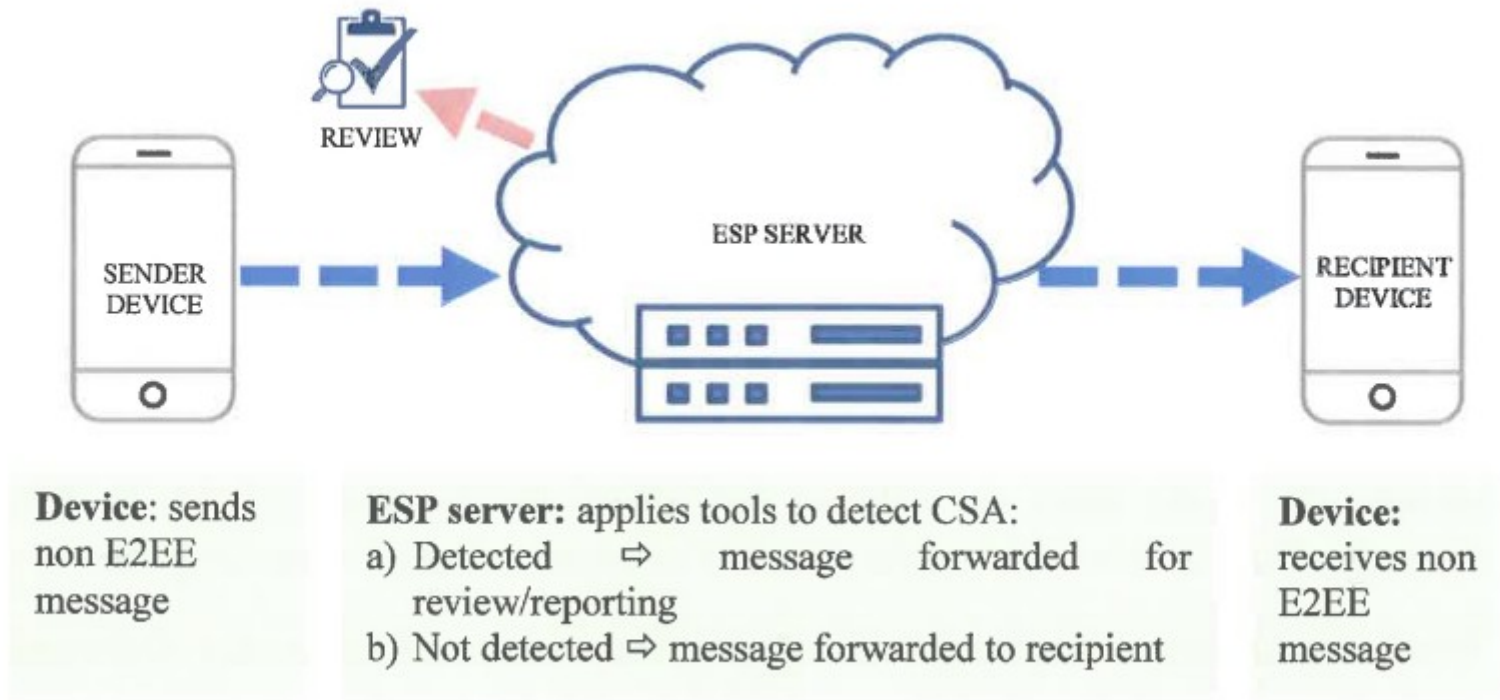 REVIEW
SENDER
DEVICE
ESP SERVER
RECIPIENT
DEVICE
Device: sends
non E2EE
message
ESP server: applies tools to detect CSA:
a) Detected ⇨ message forwarded for
review/reporting
b) Not detected ⇨ message forwarded to recipient
Device:
receives non
E2EE
message